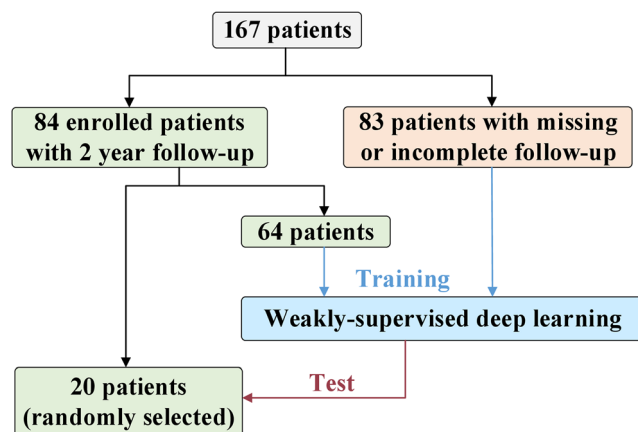 167 patients
84 enrolled patients
with 2 year follow-up
83 patients with missing
or incomplete follow-up
64 patients
Training
Weakly-supervised deep learning
20 patients
(randomly selected)
Test